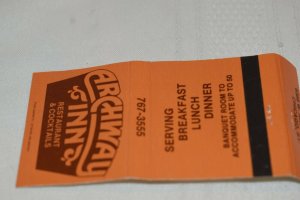 ARCHWAY
INN
RESTAURANT
& COCKTAILS
767-3555
SERVING
BREAKFAST
LUNCH
DINNER
BANQUET ROOM TO
ACCOMMODATE UP TO 50